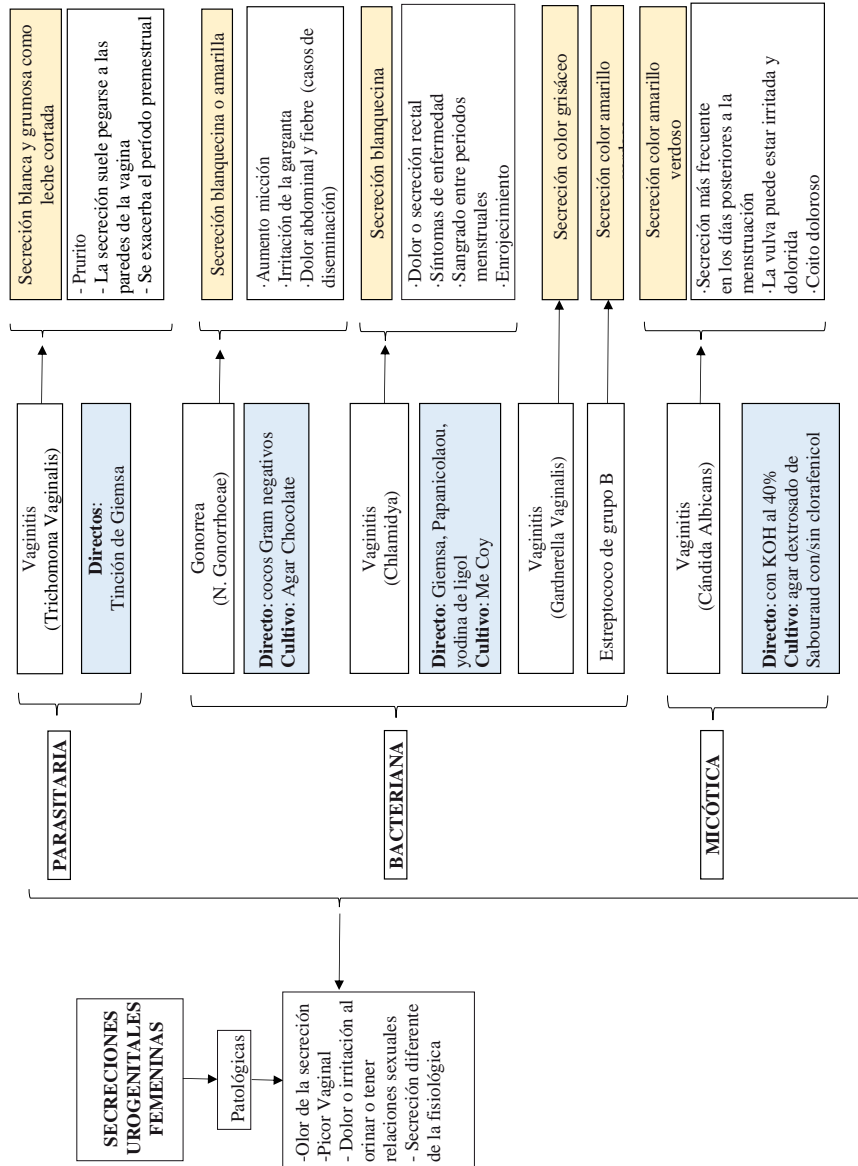 SECRECIONES
UROGENITALES
FEMENINAS
Patológicas
-Olor de la secreción
-Picor Vaginal
- Dolor o irritación al
orinar o tener
relaciones sexuales
- Secreción diferente
de la fisiológica
PARASITARIA
Vaginitis
(Trichomona Vaginalis)
Directos:
Tinción de Giemsa
Secreción blanca y grumosa como
leche cortada
- Prurito
- La secreción suele pegarse a las
paredes de la vagina
- Se exacerba el período premestrual
BACTERIANA
Gonorrea
(N. Gonorrhoeae)
Directo: cocos Gram negativos
Cultivo: Agar Chocolate
Secreción blanquecina o amarilla
·Aumento micción
·Irritación de la garganta
·Dolor abdominal y fiebre (casos de
diseminación)
Vaginitis
(Chlamidya)
Directo: Giemsa, Papanicolaou,
yodina de ligol
Cultivo: Me Coy
Secreción blanquecina
·Dolor o secreción rectal
·Síntomas de enfermedad
·Sangrado entre periodos
menstruales
·Enrojecimiento
Vaginitis
(Gardnerella Vaginalis)
Secreción color grisáceo
Estreptococo de grupo B
Secreción color amarillo
MICÓTICA
Vaginitis
(Cándida Albicans)
Directo: con KOH al 40%
Cultivo: agar dextrosado de
Sabouraud con/sin clorafenicol
Secreción color amarillo
verdoso
·Secreción más frecuente
en los días posteriores a la
menstruación
·La vulva puede estar irritada y
dolorida
·Coito doloroso